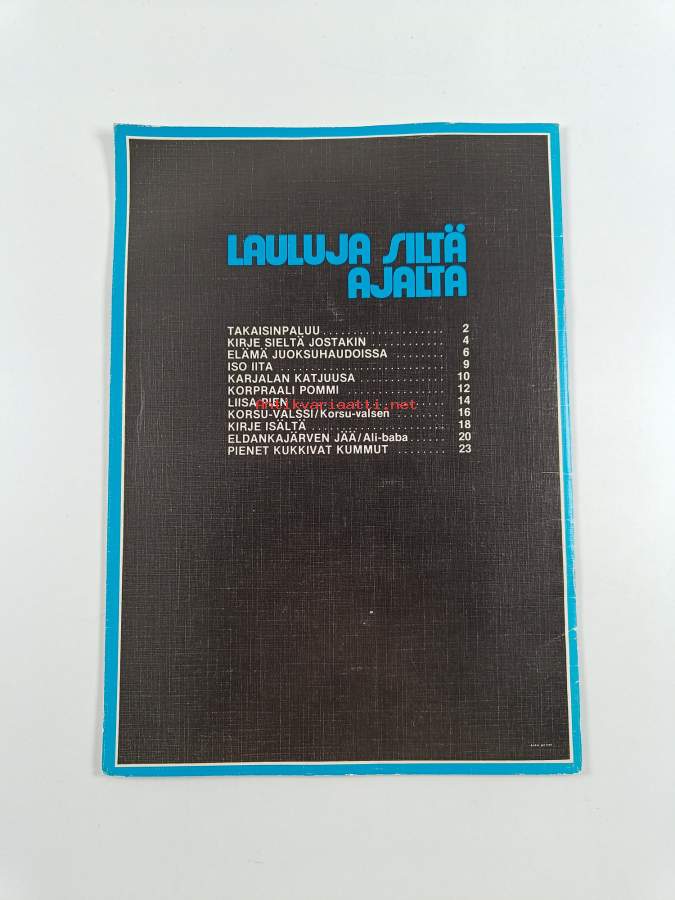 LAULUJA SILTÄ
AJALTA
TAKAISINPALUU . . . . . . . . . . . . . . . . . . . . 2
KIRJE SIELTÄ JOSTAKIN . . . . . . . . . . . . 4
ELÄMÄ JUOKSUHAUDOISSA . . . . . . . . 6
ISO IITA . . . . . . . . . . . . . . . . . . . . . . . . . . . 9
KARJALAN KATJUUSA . . . . . . . . . . . . . . 10
KORPRAALI POMMI . . . . . . . . . . . . . . . . . 12
LIISA PIEN . . . . . . . . . . . . . . . . . . . . . . . . . 14
Antikvariaatti.net
KORSU-VALSSI/Korsu-valsen . . . . . . . . 16
KIRJE ISÄLTÄ . . . . . . . . . . . . . . . . . . . . . . 18
ELDANKAJÄRVEN JÄÄ/Ali-baba . . . . . 20
PIENET KUKKIVAT KUMMUT . . . . . . . . 23